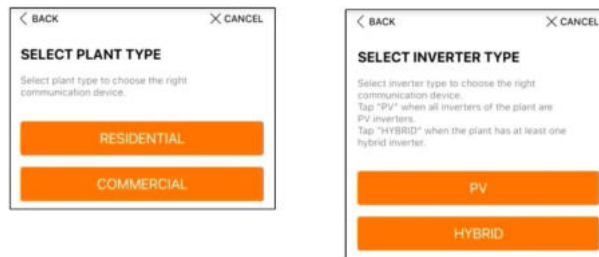 < BACK
X CANCEL
SELECT PLANT TYPE
Select plant type to choose the right
communication device.
RESIDENTIAL
COMMERCIAL
< BACK
X CANCEL
SELECT INVERTER TYPE
Select inverter type to choose the right
communication device.
Tap "PV" when all inverters of the plant are
PV inverters.
Tap "HYBRID" when the plant has at least one
hybrid inverter.
PV
HYBRID